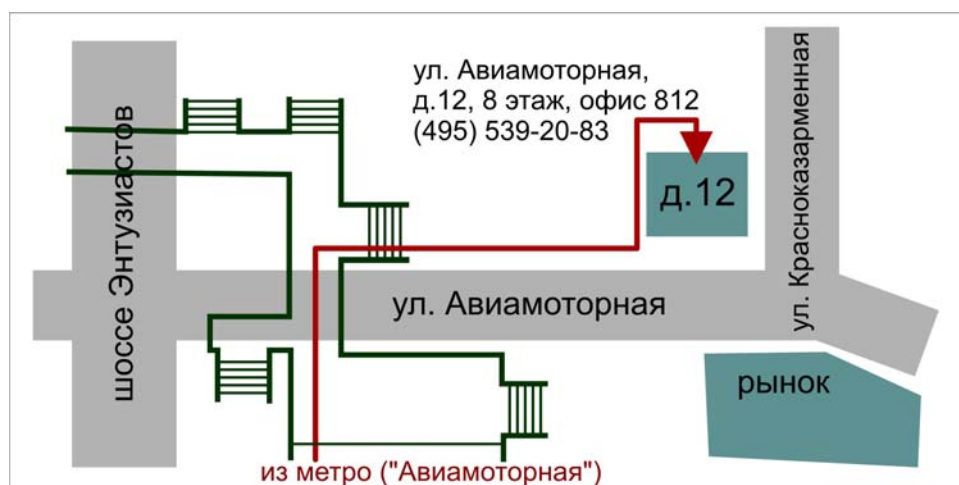 ул. Авиамоторная,
д.12, 8 этаж, офис 812
(495) 539-20-83
д.12
шоссе Энтузиастов
ул. Красноказарменная
ул. Авиамоторная
рынок
из метро ("Авиамоторная")